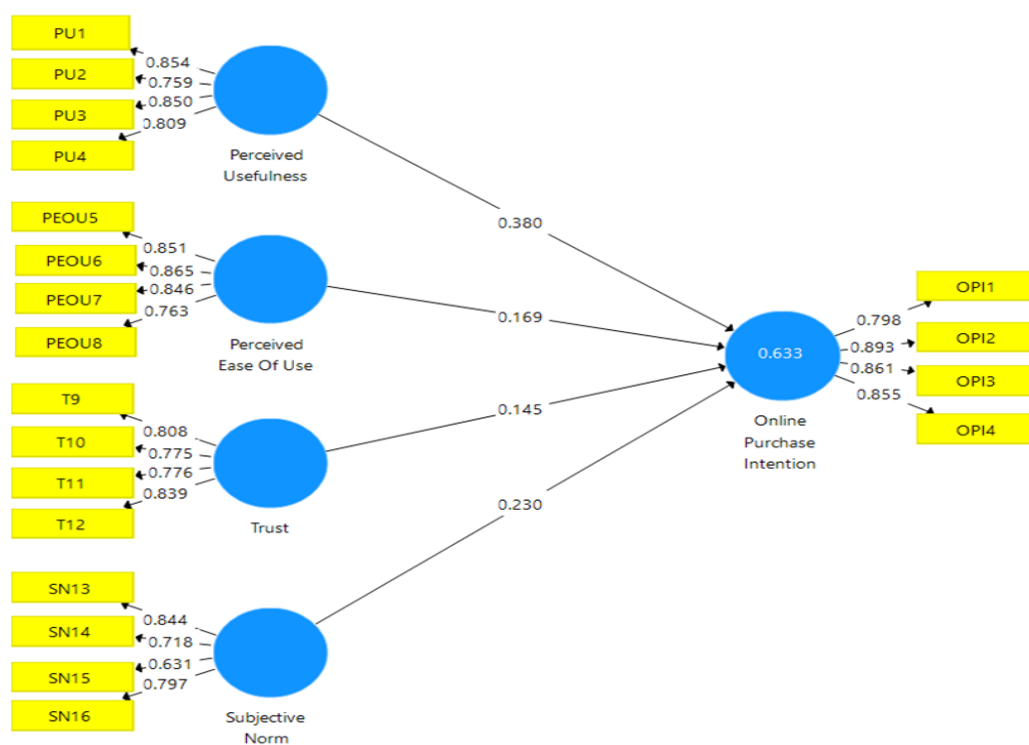 PU1
0.854
PU2
0.759
PU3
0.850
0.809
PU4
Perceived
Usefulness
0.380
PEOU5
0.851
PEOU6
0.865
PEOU7
0.846
0.763
PEOU8
Perceived
Ease Of Use
0.169
T9
0.808
T10
0.775
T11
0.776
0.839
T12
Trust
0.145
SN13
0.844
SN14
0.718
SN15
0.631
0.797
SN16
Subjective
Norm
0.230
0.633
Online
Purchase
Intention
OPI1
0.798
OPI2
0.893
0.861
OPI3
0.855
OPI4